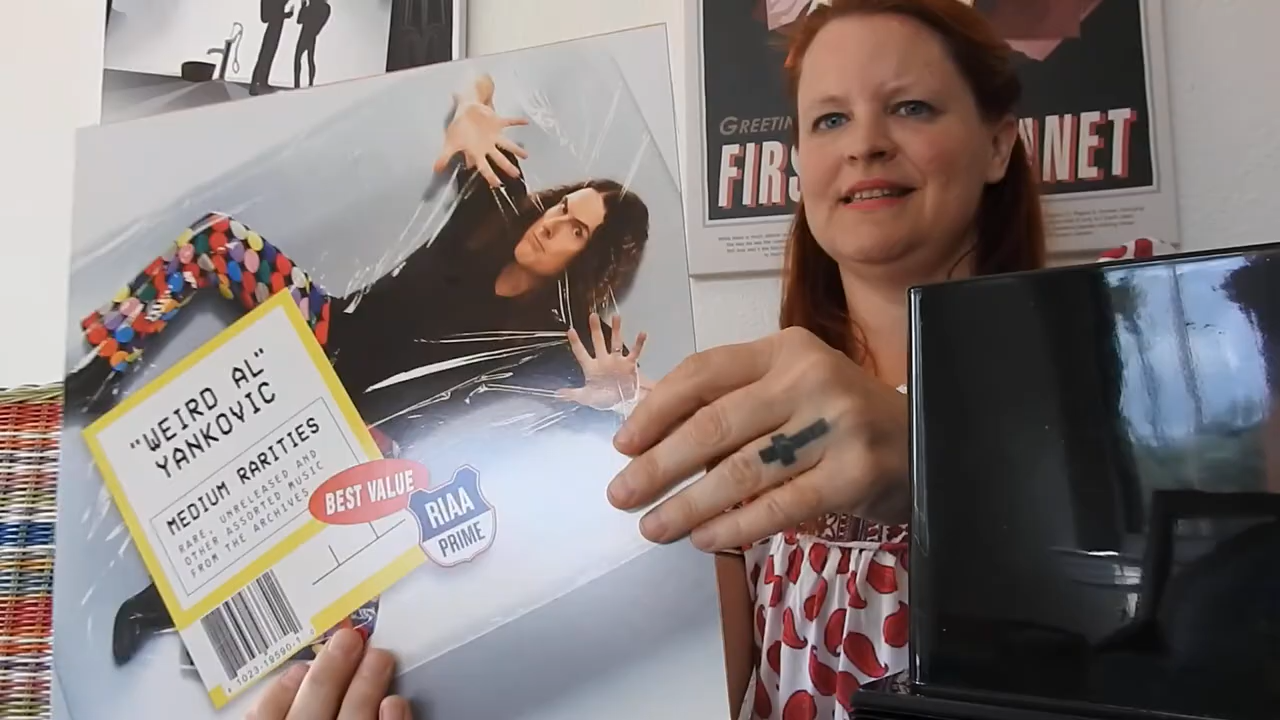 "WEIRD AL"
YANKOVIC
MEDIUM RARITIES
RARE, UNRELEASED AND
OTHER ASSORTED MUSIC
FROM THE ARCHIVES
BEST VALUE
RIAA
PRIME
GREETIN
FIRS
NNET